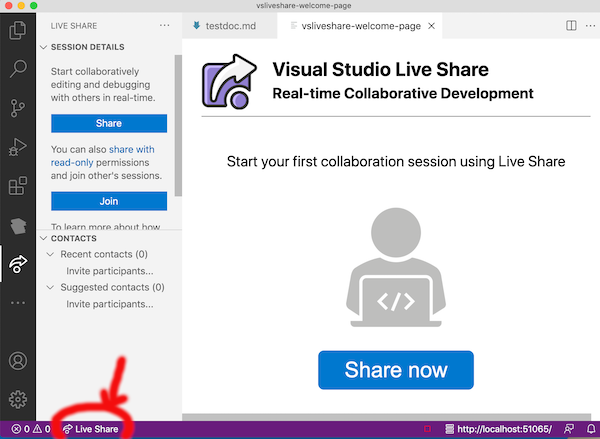 vsliveshare-welcome-page
LIVE SHARE
SESSION DETAILS
Start collaboratively
editing and debugging
with others in real-time.
Share
You can also share with
read-only permissions
and join other's sessions.
Join
To learn more about how
CONTACTS
Recent contacts (0)
Invite participants...
Suggested contacts (0)
Invite participants...
testdoc.md
vsliveshare-welcome-page
Visual Studio Live Share
Real-time Collaborative Development
Start your first collaboration session using Live Share
</>
Share now
0 0
Live Share
http://localhost:51065/